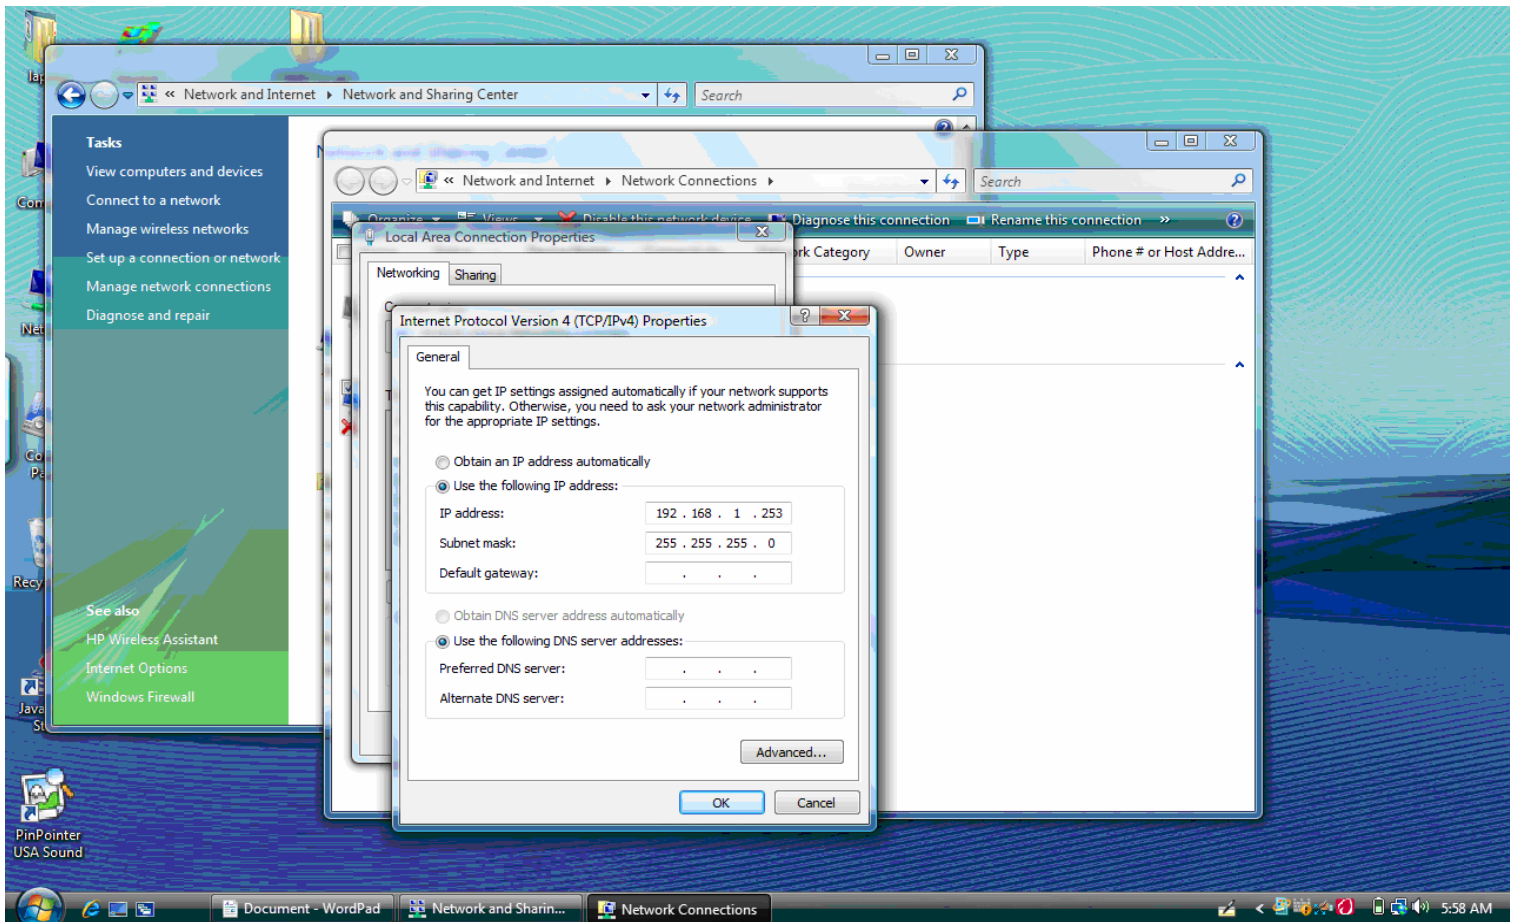 Network and Internet
Network and Sharing Center
Search
Tasks
View computers and devices
Connect to a network
Manage wireless networks
Set up a connection or network
Manage network connections
Diagnose and repair
See also
HP Wireless Assistant
Internet Options
Windows Firewall
Network and Internet
Network Connections
Search
Organize
Views
Disable this network device
Diagnose this connection
Rename this connection
Category
Owner
Type
Phone # or Host Addre...
Local Area Connection Properties
Networking
Sharing
Internet Protocol Version 4 (TCP/IPv4) Properties
General
You can get IP settings assigned automatically if your network supports
this capability. Otherwise, you need to ask your network administrator
for the appropriate IP settings.
Obtain an IP address automatically
Use the following IP address:
IP address: 192 . 168 . 1 . 253
Subnet mask: 255 . 255 . 255 . 0
Default gateway: . . .
Obtain DNS server address automatically
Use the following DNS server addresses:
Preferred DNS server: . . .
Alternate DNS server: . . .
Advanced...
OK
Cancel
PinPointer
USA Sound
Document - WordPad
Network and Sharin...
Network Connections
5:58 AM